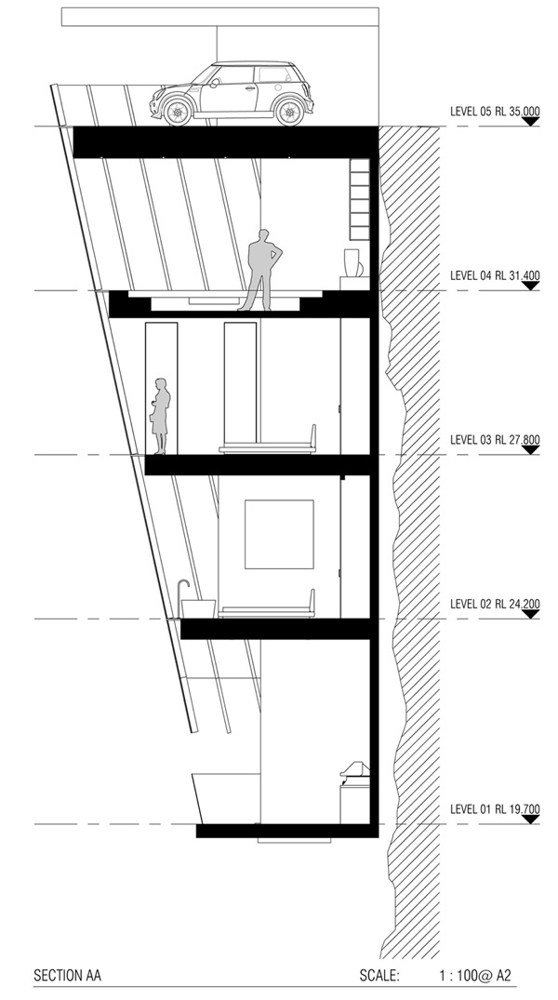 LEVEL 05 RL 35.000
LEVEL 04 RL 31.400
LEVEL 03 RL 27.800
LEVEL 02 RL 24.200
LEVEL 01 RL 19.700
SECTION AA SCALE: 1 : 100@ A2